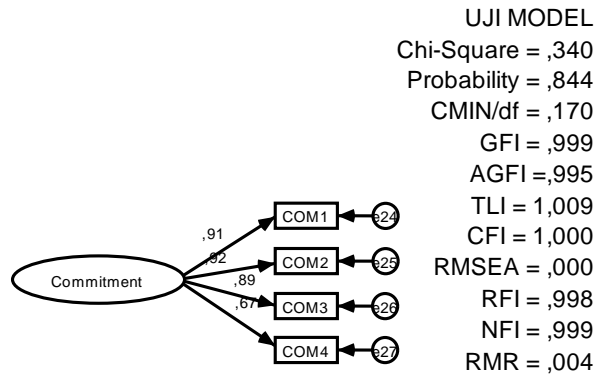 UJI MODEL
Chi-Square = ,340
Probability = ,844
CMIN/df = ,170
GFI = ,999
AGFI =,995
TLI = 1,009
CFI = 1,000
RMSEA = ,000
RFI = ,998
NFI = ,999
RMR = ,004
Commitment
,91
,92
,89
,67
COM1
e24
COM2
e25
COM3
e26
COM4
e27